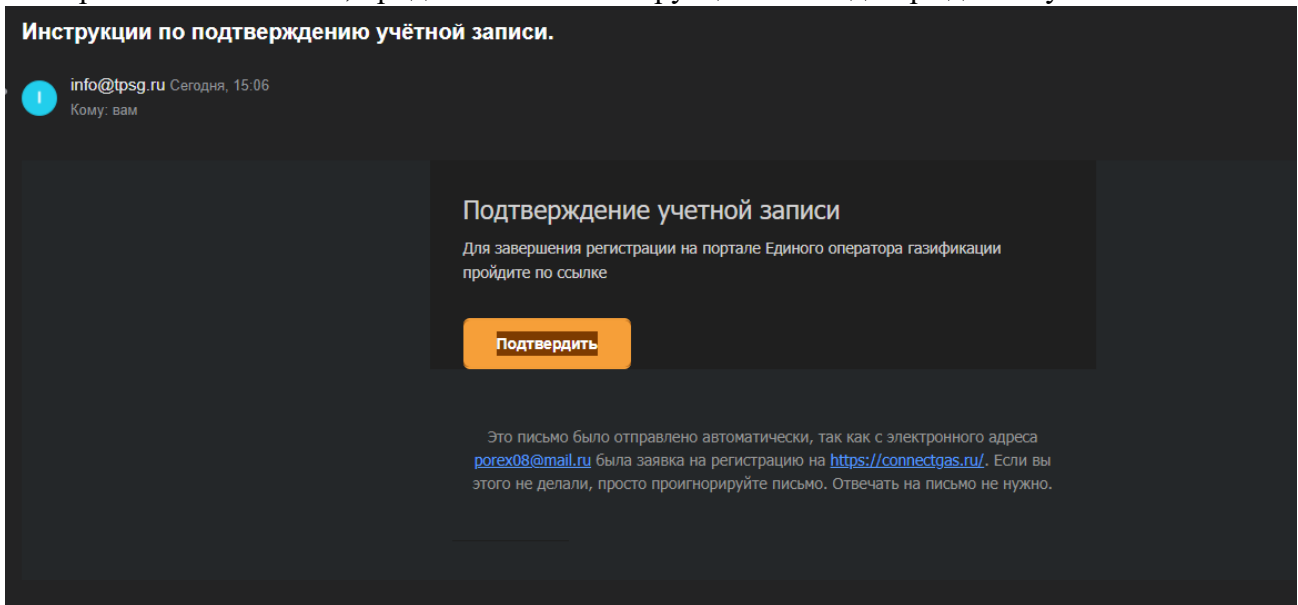 Инструкции по подтверждению учётной записи.
info@tpsg.ru Сегодня, 15:06
Кому: вам
Подтверждение учетной записи
Для завершения регистрации на портале Единого оператора газификации
пройдите по ссылке
Подтвердить
Это письмо было отправлено автоматически, так как с электронного адреса
porex08@mail.ru была заявка на регистрацию на https://connectgas.ru/. Если вы
этого не делали, просто проигнорируйте письмо. Отвечать на письмо не нужно.